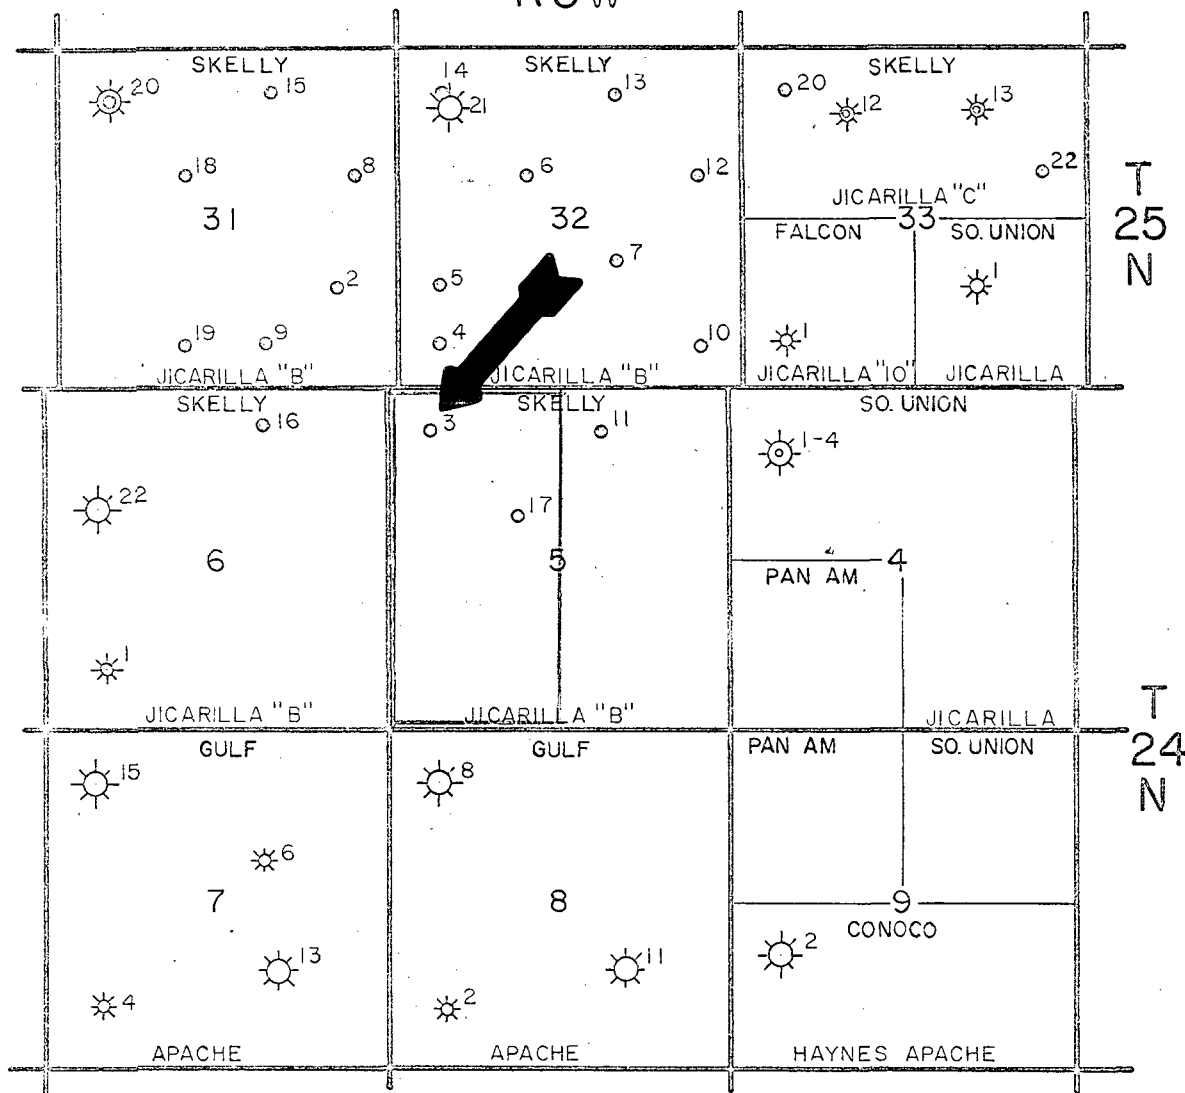 SKELLY
20
15
18
8
31
2
19
9
JICARILLA "B"
SKELLY
14
21
13
6
12
32
7
5
4
10
JICARILLA "B"
SKELLY
20
12
13
22
JICARILLA "C"
33
FALCON
SO. UNION
1
1
JICARILLA "10"
JICARILLA
T
25
N
SKELLY
16
22
6
1
JICARILLA "B"
SKELLY
3
11
17
5
JICARILLA "B"
SO. UNION
1-4
4
PAN AM
JICARILLA
T
24
N
GULF
15
6
7
13
4
APACHE
GULF
8
8
11
2
APACHE
PAN AM
SO. UNION
9
CONOCO
2
HAYNES APACHE